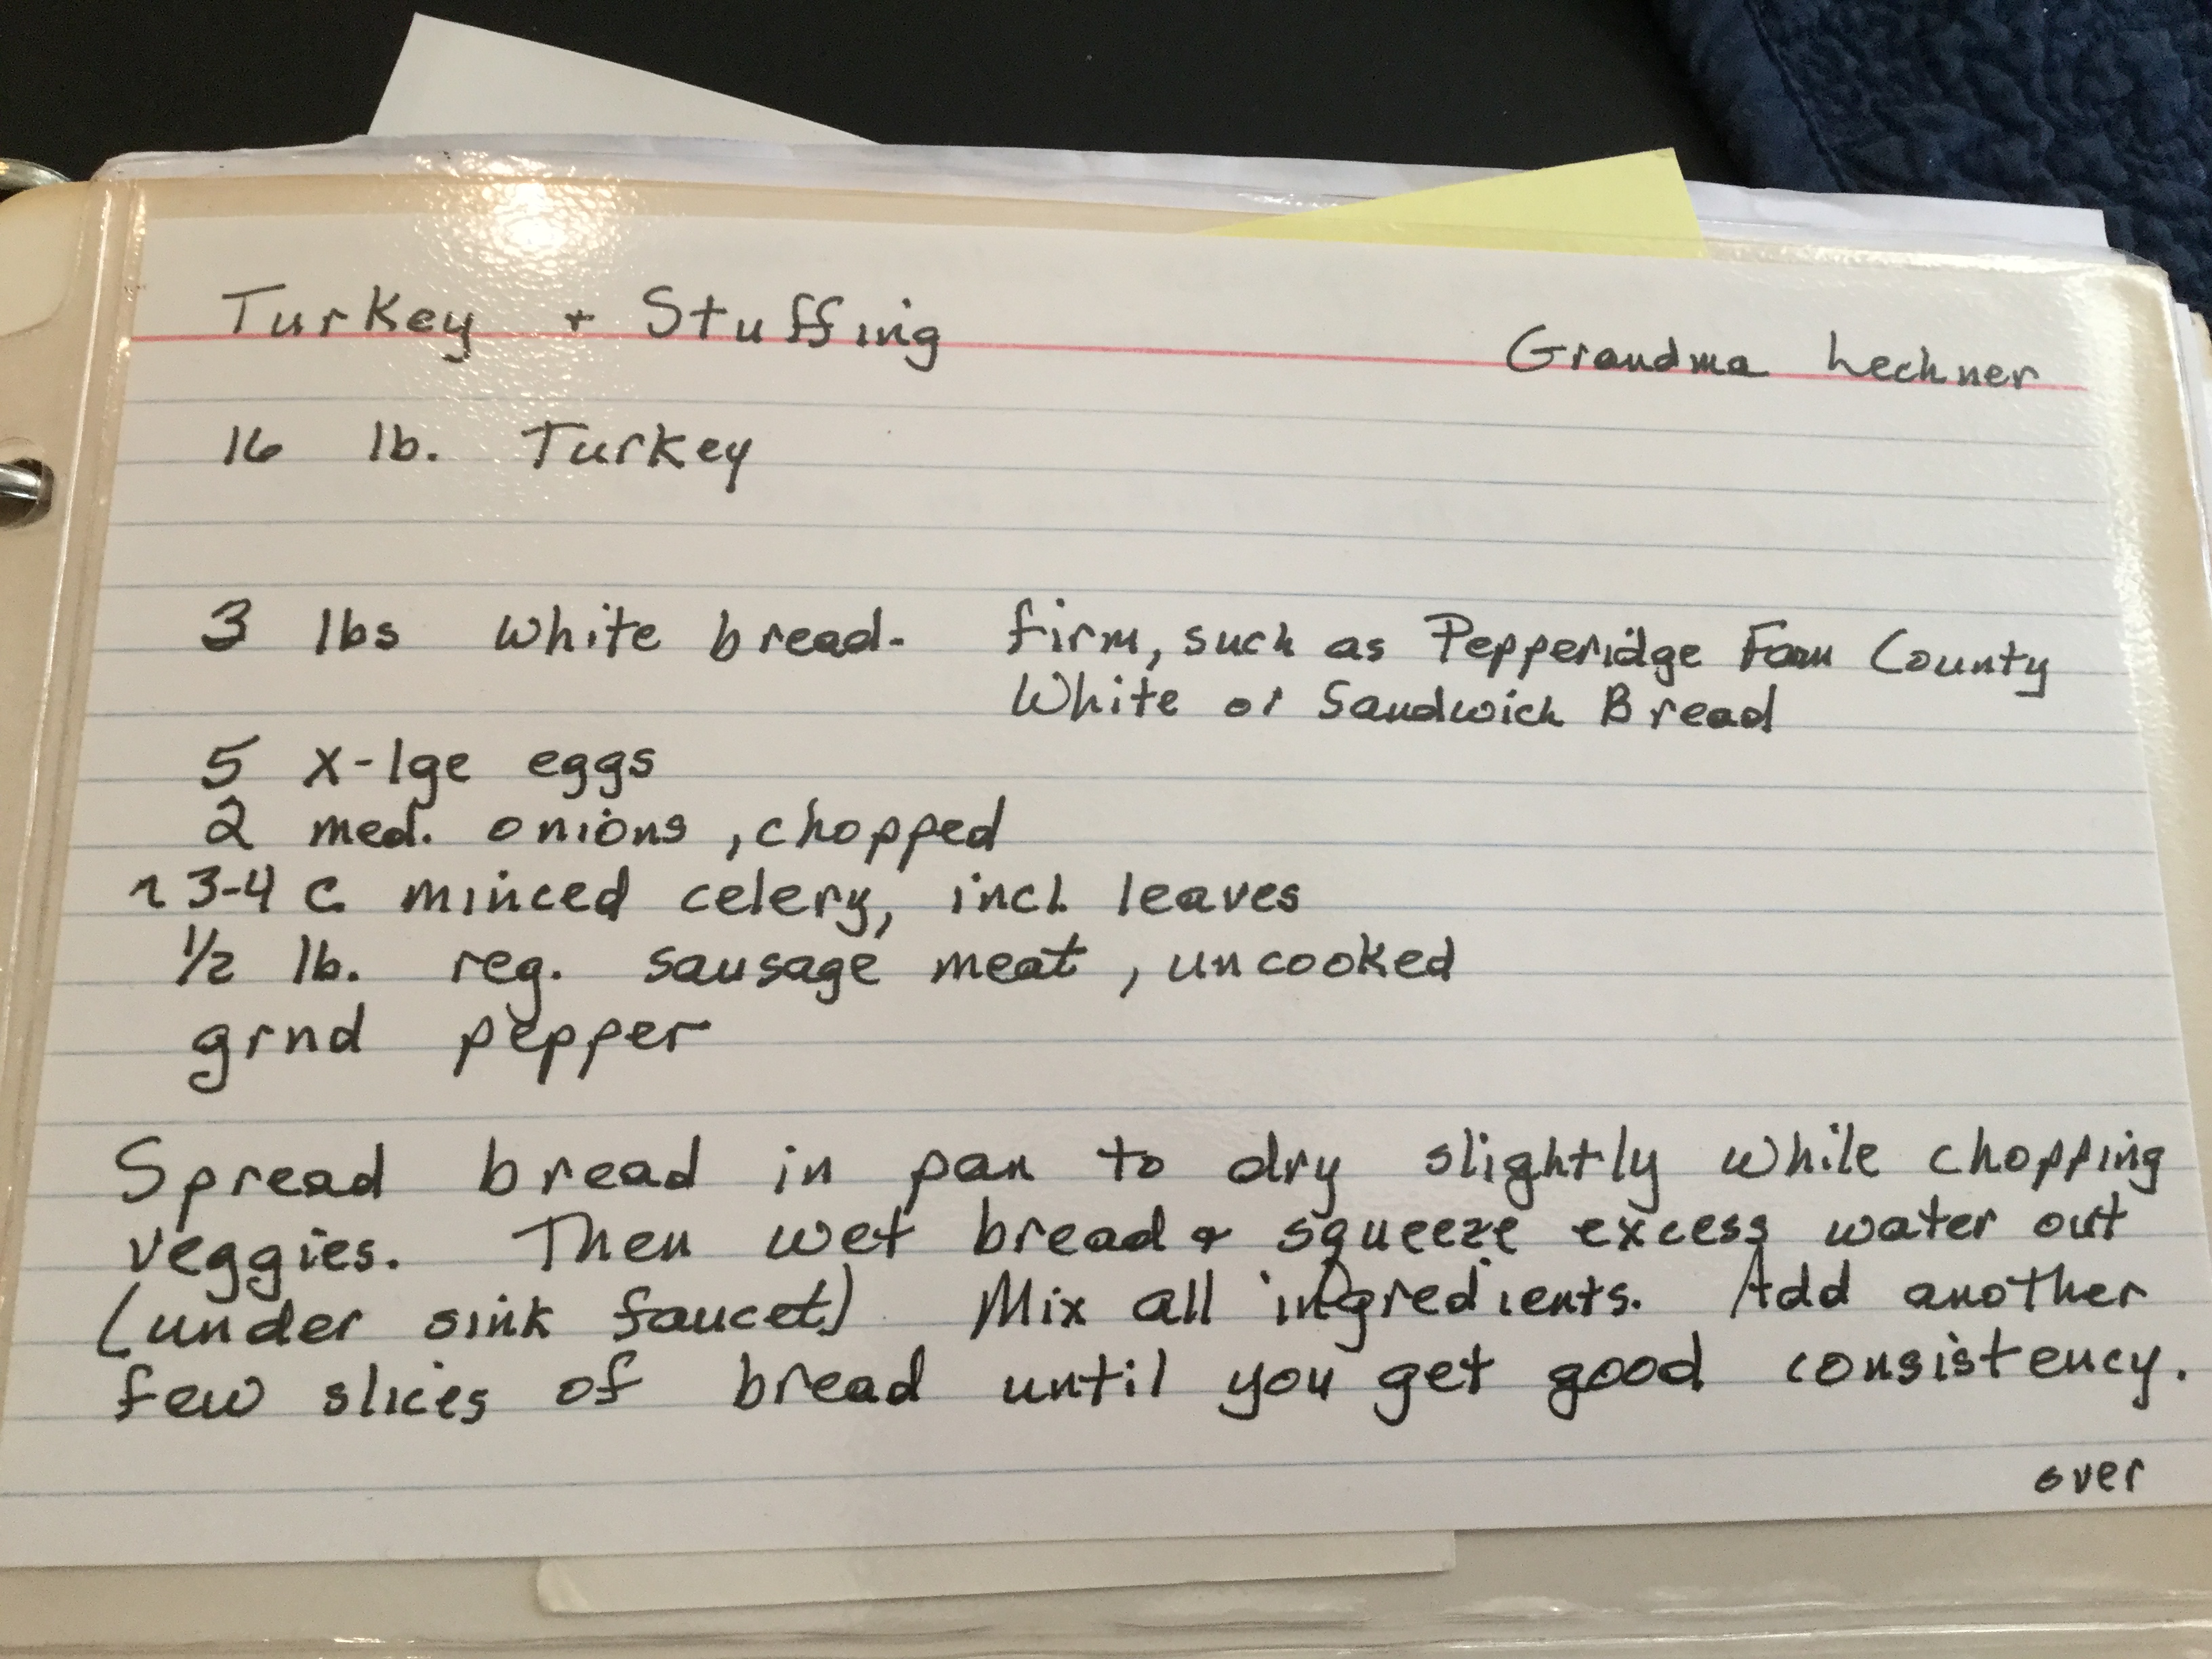 Turkey + Stuffing
Grandma Lechner
16 lb. Turkey
3 lbs white bread- firm, such as Pepperidge Farm County
White or Sandwich Bread
5 x-lge eggs
2 med. onions, chopped
~ 3-4 c minced celery, incl. leaves
1/2 lb. reg. sausage meat, uncooked
grnd pepper
Spread bread in pan to dry slightly while chopping
veggies. Then wet bread & squeeze excess water out
(under sink faucet) Mix all ingredients. Add another
few slices of bread until you get good consistency.
over